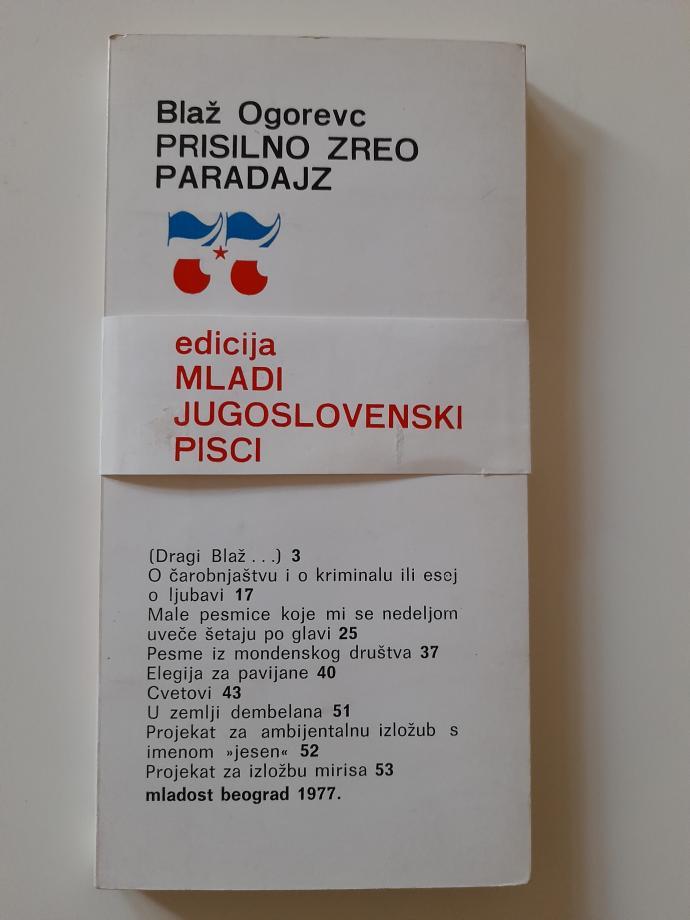 Blaž Ogorevc
PRISILNO ZREO
PARADAJZ
edicija
MLADI
JUGOSLOVENSKI
PISCI
(Dragi Blaž . . .) 3
O čarobnjaštvu i o kriminalu ili esej
o ljubavi 17
Male pesmice koje mi se nedeljom
uveče šetaju po glavi 25
Pesme iz mondenskog društva 37
Elegija za pavijane 40
Cvetovi 43
U zemlji dembelana 51
Projekat za ambijentalnu izložub s
imenom »jesen« 52
Projekat za izložbu mirisa 53
mladost beograd 1977.